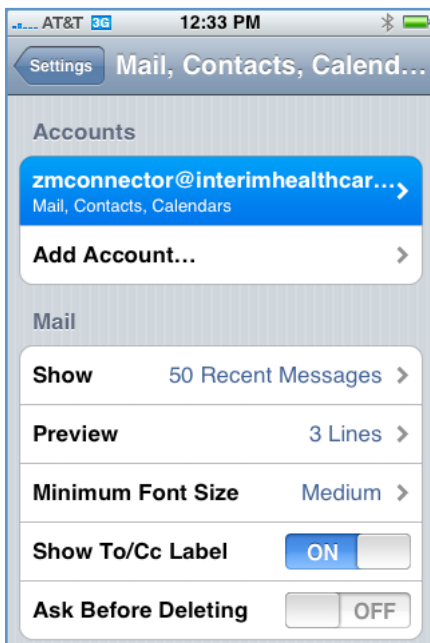 AT&T 3G 12:33 PM
Settings Mail, Contacts, Calend...
Accounts
zmconnector@interimhealthcar...
Mail, Contacts, Calendars
Add Account...
Mail
Show 50 Recent Messages
Preview 3 Lines
Minimum Font Size Medium
Show To/Cc Label ON
Ask Before Deleting OFF